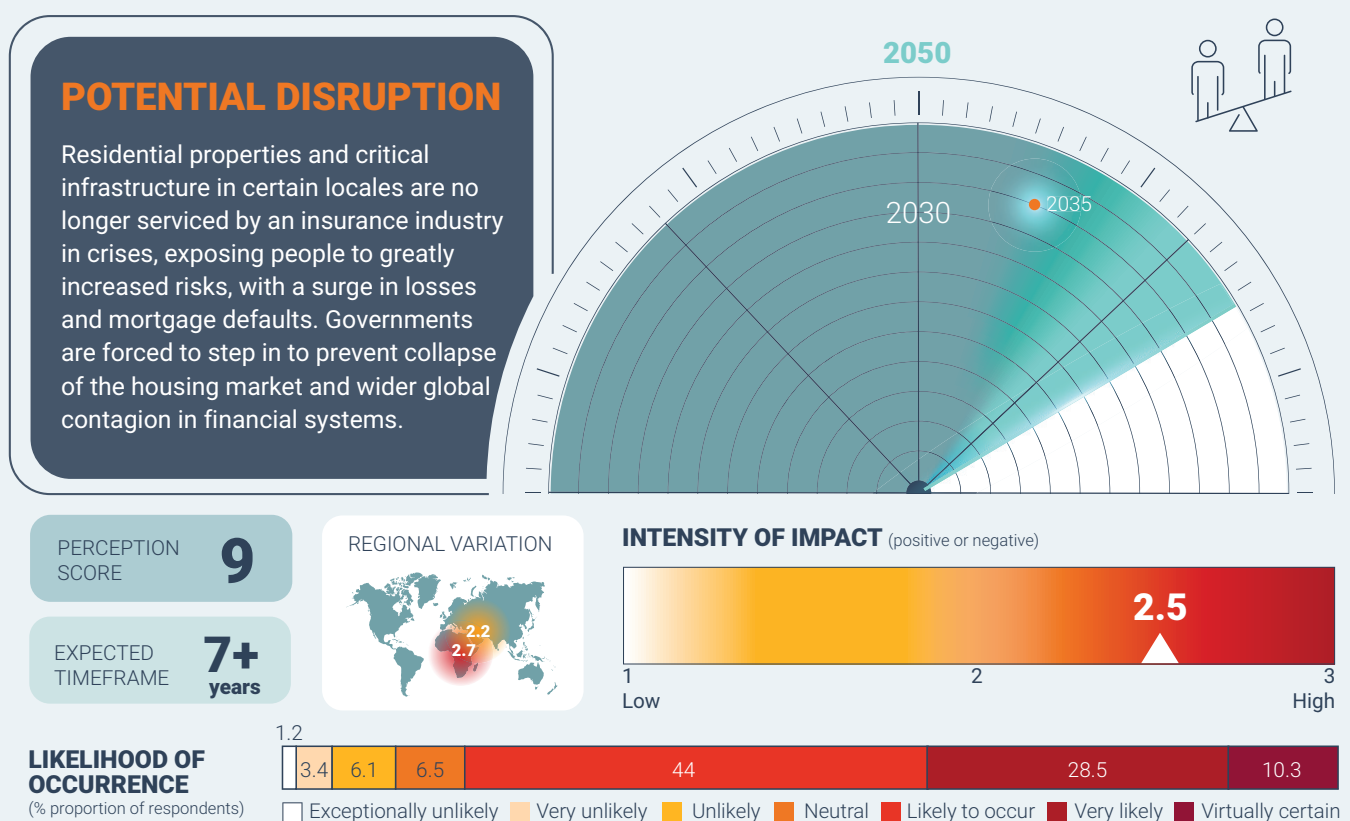 POTENTIAL DISRUPTION
Residential properties and critical
infrastructure in certain locales are no
longer serviced by an insurance industry
in crises, exposing people to greatly
increased risks, with a surge in losses
and mortgage defaults. Governments
are forced to step in to prevent collapse
of the housing market and wider global
contagion in financial systems.
2050
2030
2035
PERCEPTION
SCORE
9
EXPECTED
TIMEFRAME
7+
years
REGIONAL VARIATION
2.2
2.7
INTENSITY OF IMPACT (positive or negative)
2.5
1 2 3
Low High
LIKELIHOOD OF
OCCURRENCE
(% proportion of respondents)
1.2
3.4 6.1 6.5 44 28.5 10.3
Exceptionally unlikely Very unlikely Unlikely Neutral Likely to occur Very likely Virtually certain